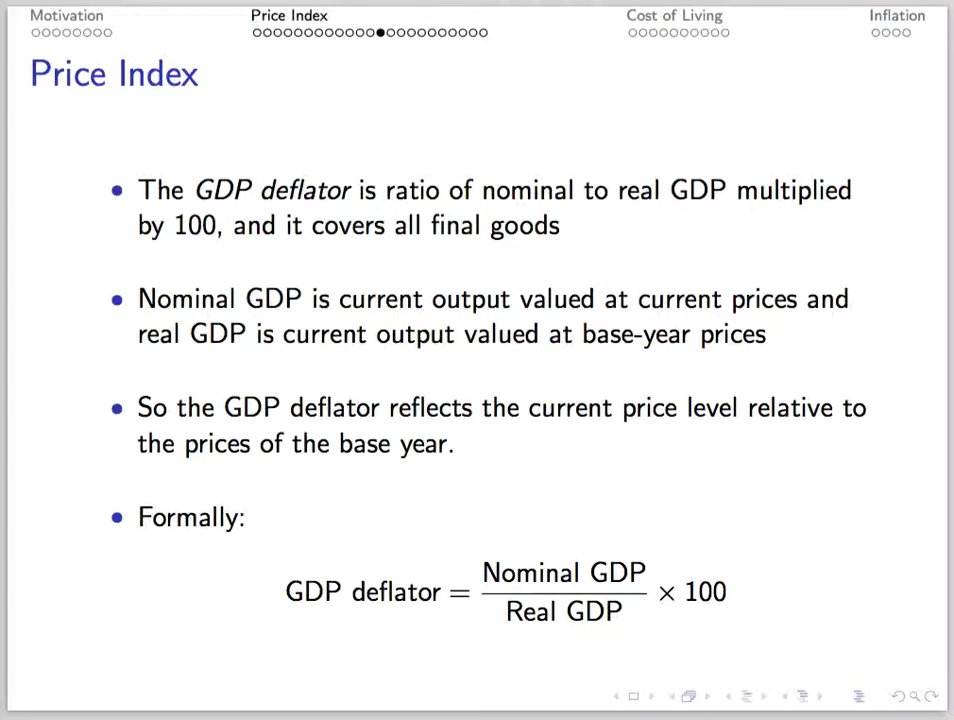 Motivation Price Index Cost of Living Inflation
Price Index
The GDP deflator is ratio of nominal to real GDP multiplied
by 100, and it covers all final goods
Nominal GDP is current output valued at current prices and
real GDP is current output valued at base-year prices
So the GDP deflator reflects the current price level relative to
the prices of the base year.
Formally:
GDP deflator = Nominal GDP / Real GDP × 100